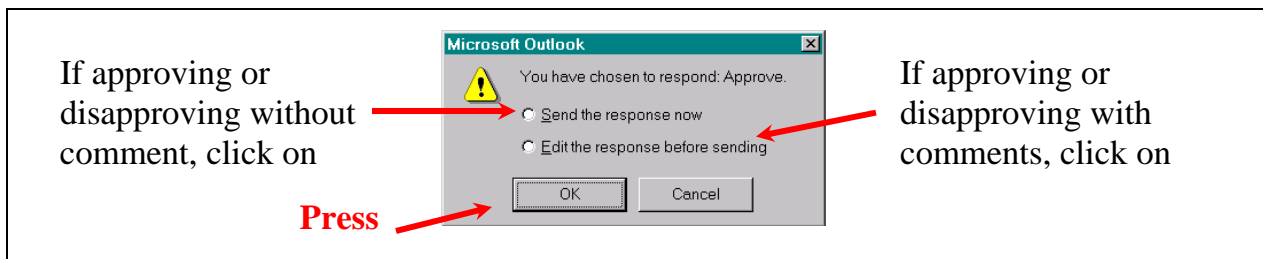 If approving or
disapproving without
comment, click on
Microsoft Outlook
You have chosen to respond: Approve.
Send the response now
Edit the response before sending
OK
Cancel
Press
If approving or
disapproving with
comments, click on